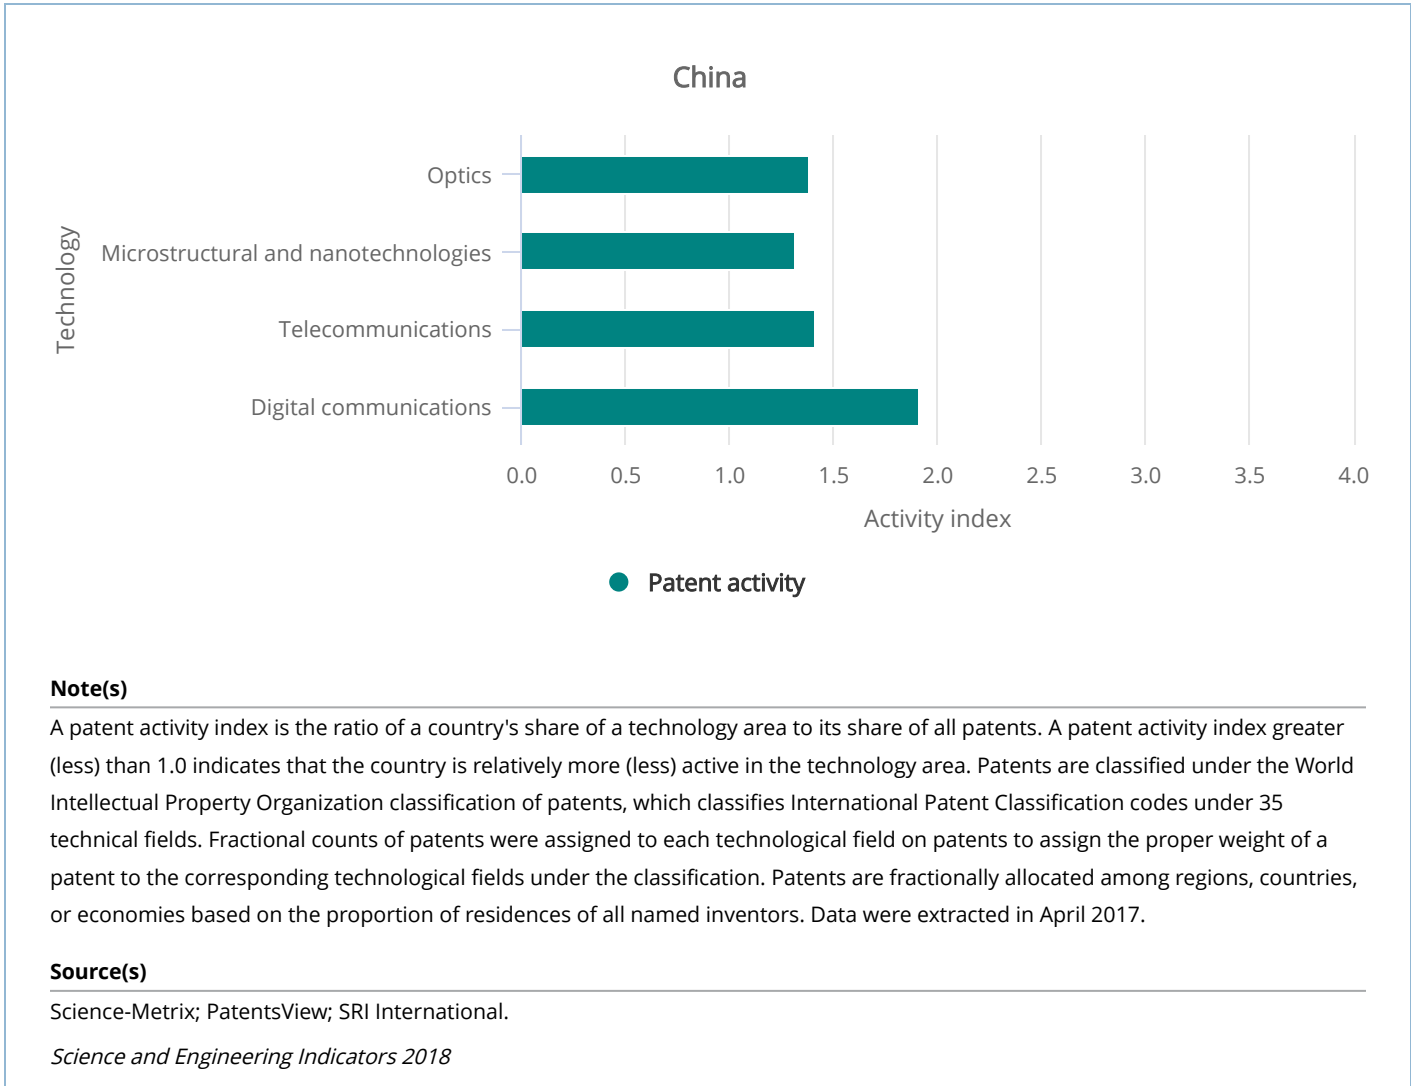 China
Technology
Optics
Microstructural and nanotechnologies
Telecommunications
Digital communications
0.0 0.5 1.0 1.5 2.0 2.5 3.0 3.5 4.0
Activity index
Patent activity
Note(s)
A patent activity index is the ratio of a country's share of a technology area to its share of all patents. A patent activity index greater
(less) than 1.0 indicates that the country is relatively more (less) active in the technology area. Patents are classified under the World
Intellectual Property Organization classification of patents, which classifies International Patent Classification codes under 35
technical fields. Fractional counts of patents were assigned to each technological field on patents to assign the proper weight of a
patent to the corresponding technological fields under the classification. Patents are fractionally allocated among regions, countries,
or economies based on the proportion of residences of all named inventors. Data were extracted in April 2017.
Source(s)
Science-Metrix; PatentsView; SRI International.
Science and Engineering Indicators 2018